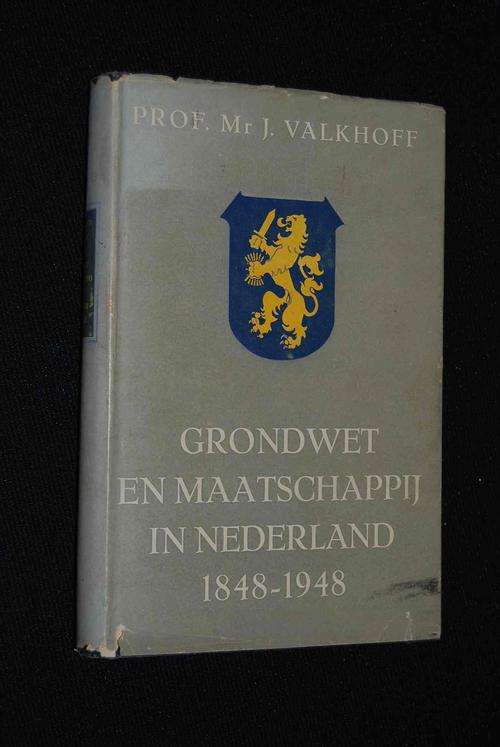 PROF. Mr J. VALKHOFF
GRONDWET
EN MAATSCHAPPIJ
IN NEDERLAND
1848-1948